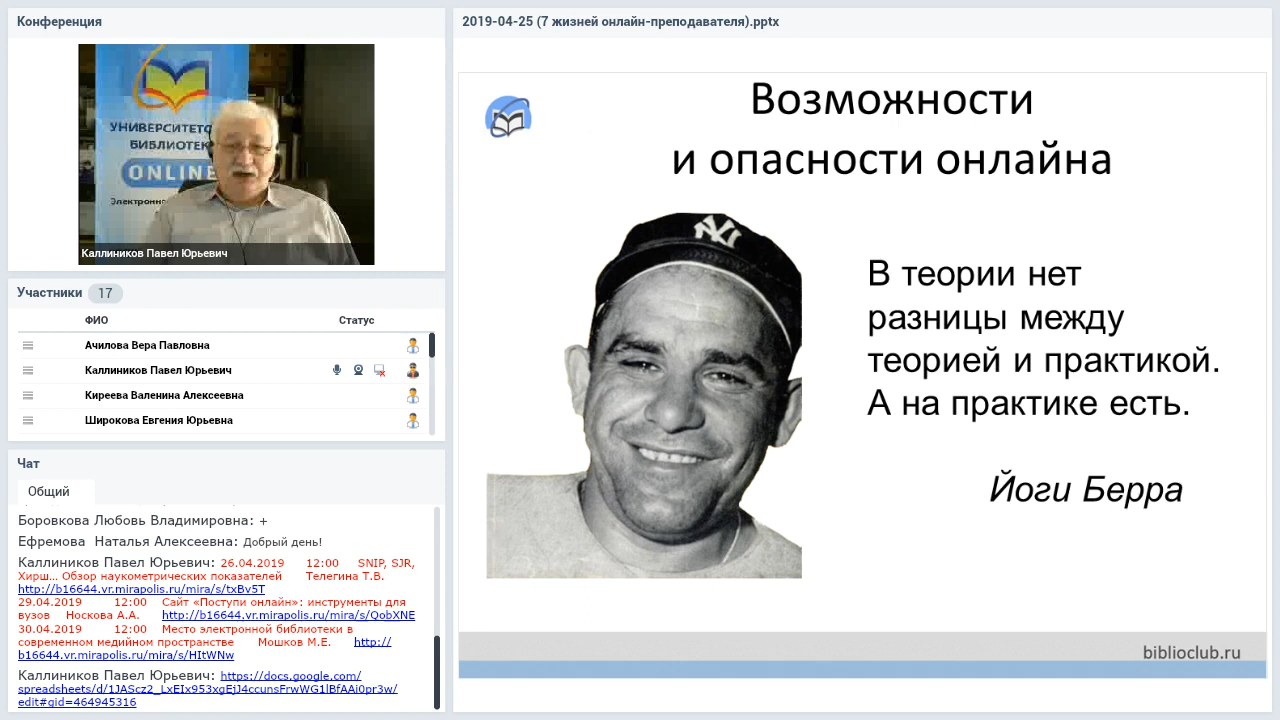 Конференция
УНИВЕРСИТЕТС
БИБЛИОТЕК
ONLINE
Электронно
Каллиников Павел Юрьевич
Участники 17
ФИО Статус
Ачилова Вера Павловна
Каллиников Павел Юрьевич
Киреева Валенина Алексеевна
Широкова Евгения Юрьевна
Чат
Общий
Боровкова Любовь Владимировна: +
Ефремова Наталья Алексеевна: Добрый день!
Каллиников Павел Юрьевич: 26.04.2019 12:00 SNIP, SJR,
Хирш... Обзор наукометрических показателей Телегина Т.В.
http://b16644.vr.mirapolis.ru/mira/s/txBv5T
29.04.2019 12:00 Сайт «Поступи онлайн»: инструменты для
вузов Носкова А.А. http://b16644.vr.mirapolis.ru/mira/s/QobXNE
30.04.2019 12:00 Место электронной библиотеки в
современном медийном пространстве Мошков М.Е. http://
b16644.vr.mirapolis.ru/mira/s/HItWNw
Каллиников Павел Юрьевич: https://docs.google.com/
spreadsheets/d/1JAScz2_LxEIx953xgEjJ4ccunsFrwWG1lBfAAi0pr3w/
edit#gid=464945316
2019-04-25 (7 жизней онлайн-преподавателя).pptx
Возможности
и опасности онлайна
NY
В теории нет
разницы между
теорией и практикой.
А на практике есть.
Йоги Берра
biblioclub.ru